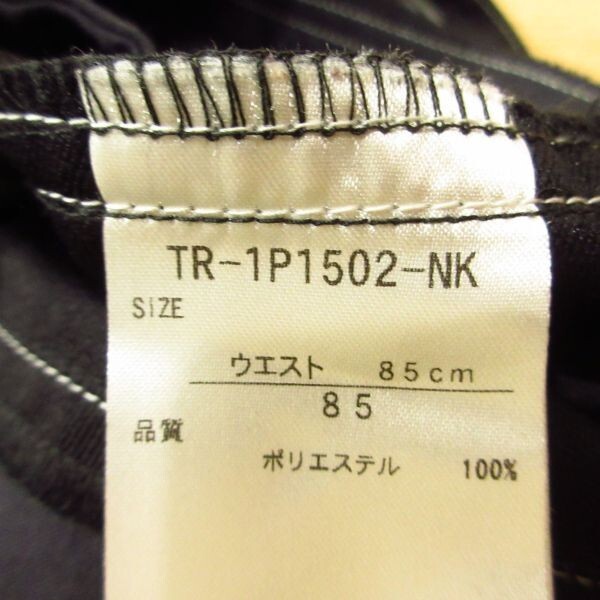 TR-1P1502-NK
SIZE
ウエスト 85cm
85
品質
ポリエステル 100%